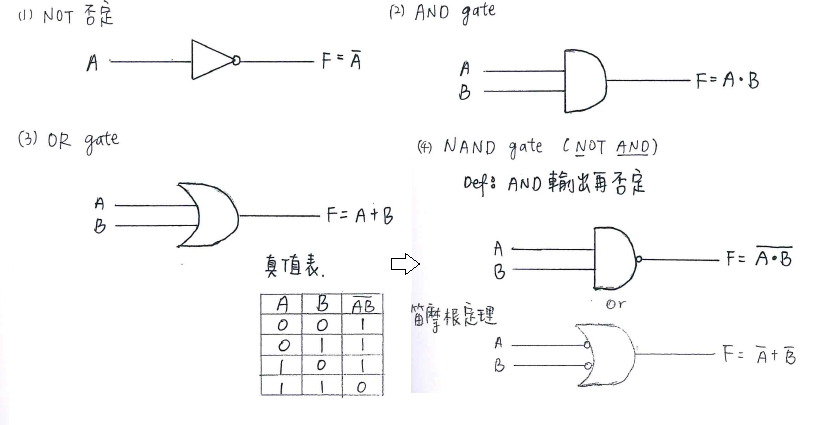 (1) NOT 否定
A F = A̅
(2) AND gate
A
B
F = A · B
(3) OR gate
A
B
F = A + B
真值表.
A B A̅B̅
0 0 1
0 1 1
1 0 1
1 1 0
(4) NAND gate (NOT AND)
Def: AND 輸出再否定
A
B
F = A̅·̅B̅
or
笛摩根定理
A
B
F = A̅ + B̅